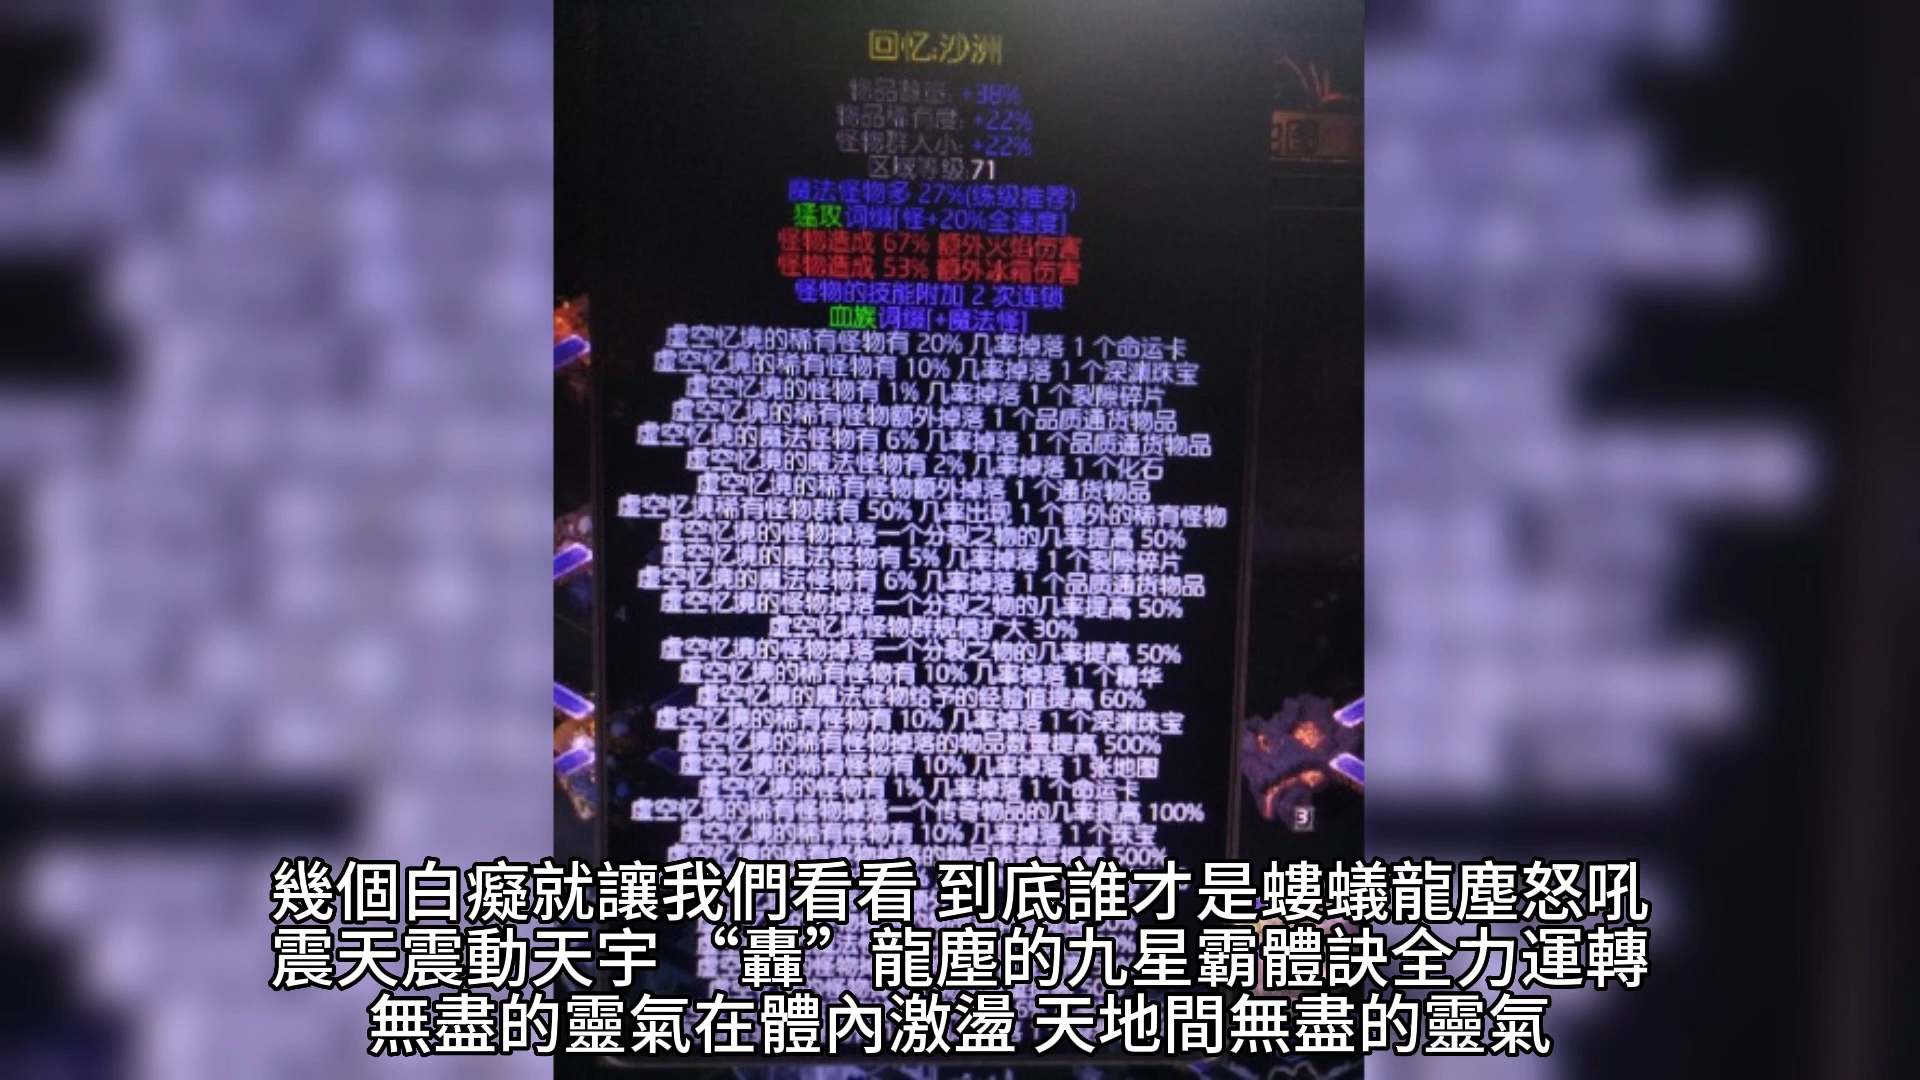 回忆:沙洲
物品数量: +38%
物品稀有度: +22%
怪物群大小: +22%
区域等级:71
魔法怪物多 27%(练级推荐)
猛攻词缀[怪+20%全速度]
怪物造成 67% 额外火焰伤害
怪物造成 53% 额外冰霜伤害
怪物的技能附加 2 次连锁
血族词缀[+魔法怪]
虚空忆境的稀有怪物有 20% 几率掉落 1 个命运卡
虚空忆境的稀有怪物有 10% 几率掉落 1 个深渊珠宝
虚空忆境的怪物有 1% 几率掉落 1 个裂隙碎片
虚空忆境的稀有怪物额外掉落 1 个品质通货物品
虚空忆境的魔法怪物有 6% 几率掉落 1 个品质通货物品
虚空忆境的魔法怪物有 2% 几率掉落 1 个化石
虚空忆境的稀有怪物额外掉落 1 个通货物品
虚空忆境稀有怪物群有 50% 几率出现 1 个额外的稀有怪物
虚空忆境的怪物掉落一个分裂之物的几率提高 50%
虚空忆境的魔法怪物有 5% 几率掉落 1 个裂隙碎片
虚空忆境的魔法怪物有 6% 几率掉落 1 个品质通货物品
虚空忆境的怪物掉落一个分裂之物的几率提高 50%
虚空忆境怪物群规模扩大 30%
虚空忆境的怪物掉落一个分裂之物的几率提高 50%
虚空忆境的稀有怪物有 10% 几率掉落 1 个精华
虚空忆境的魔法怪物给予的经验值提高 60%
虚空忆境的稀有怪物有 10% 几率掉落 1 个深渊珠宝
虚空忆境的稀有怪物掉落的物品数量提高 500%
虚空忆境的稀有怪物有 10% 几率掉落 1 张地图
虚空忆境的怪物有 1% 几率掉落 1 个命运卡
虚空忆境的稀有怪物掉落一个传奇物品的几率提高 100%
虚空忆境的稀有怪物有 10% 几率掉落 1 个珠宝
虚空忆境的稀有怪物掉落的物品稀有度提高 500%
3
幾個白癡就讓我們看看 到底誰才是螻蟻龍塵怒吼
震天震動天宇 “轟”龍塵的九星霸體訣全力運轉
無盡的靈氣在體內激盪 天地間無盡的靈氣